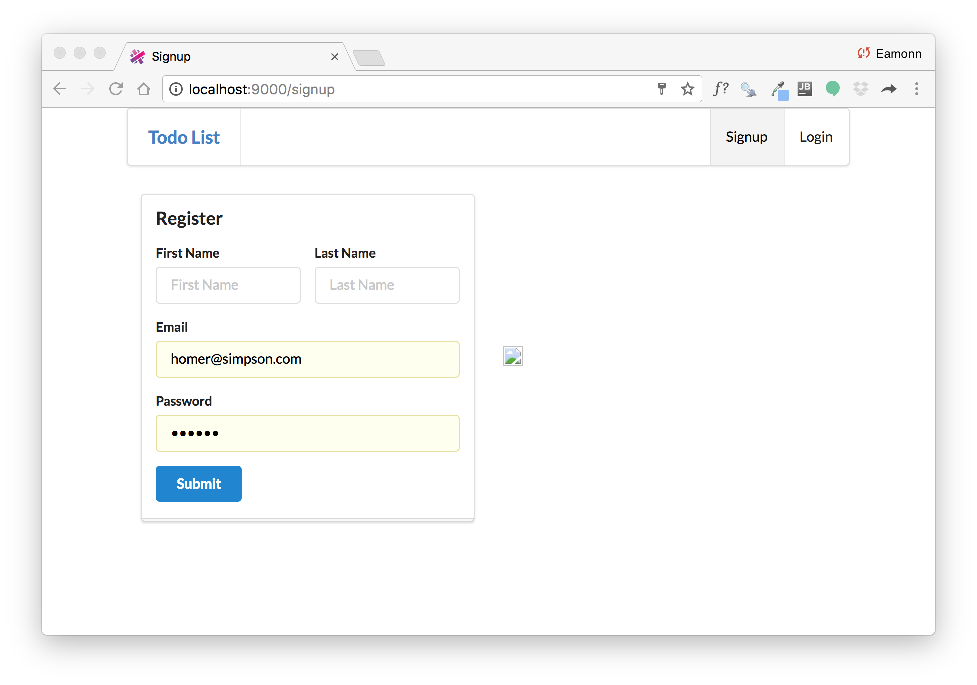 Signup
Eamonn
localhost:9000/signup
f?
JB
Todo List
Signup
Login
Register
First Name
Last Name
First Name
Last Name
Email
homer@simpson.com
Password
••••••
Submit